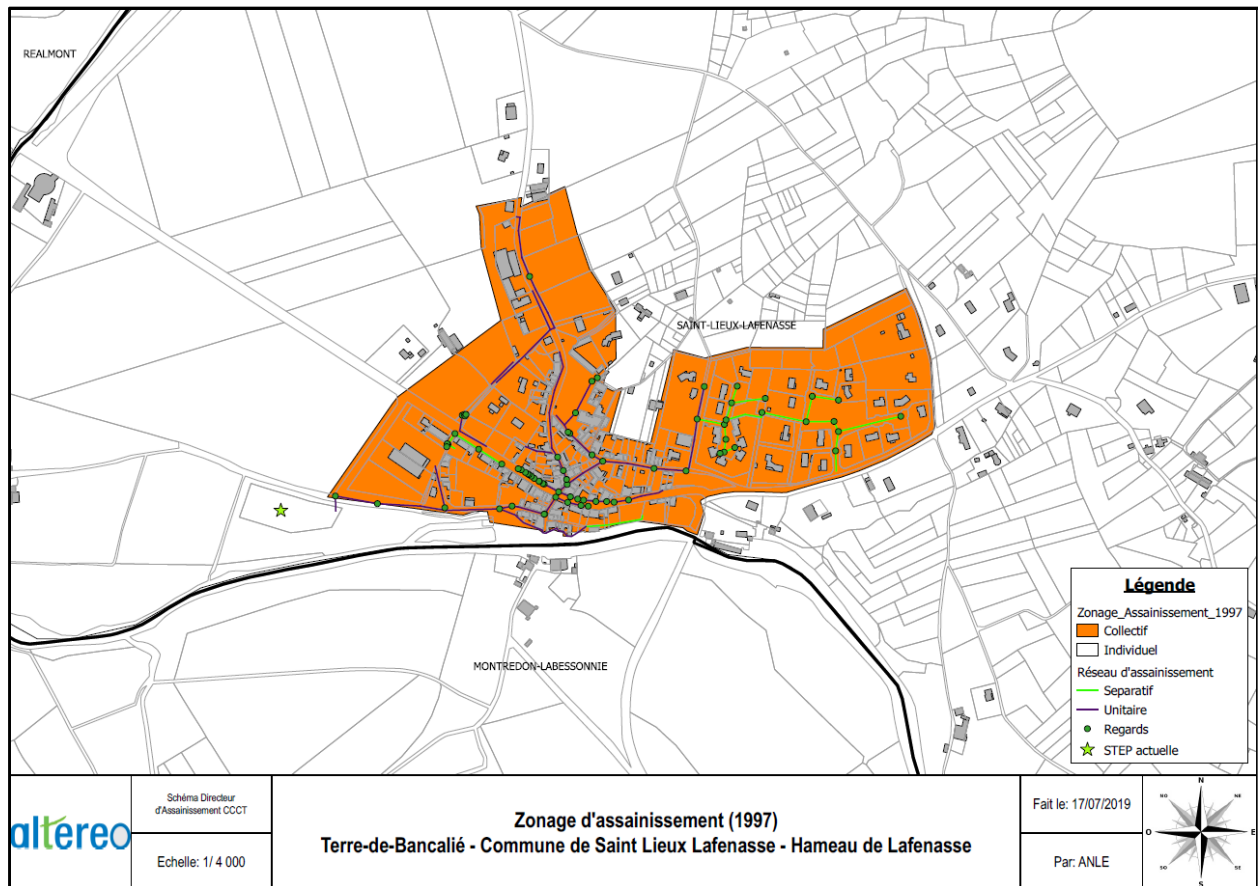 REALMONT
SAINT-LIEUX-LAFENASSE
MONTREDON-LABESSONNIE
Légende
Zonage_Assainissement_1997
Collectif
Individuel
Réseau d'assainissement
Separatif
Unitaire
Regards
STEP actuelle
altereo
Schéma Directeur
d'Assainissement CCCT
Echelle: 1/ 4 000
Zonage d'assainissement (1997)
Terre-de-Bancalié - Commune de Saint Lieux Lafenasse - Hameau de Lafenasse
Fait le: 17/07/2019
Par: ANLE
N
NO
NE
O
E
SO
SE
S